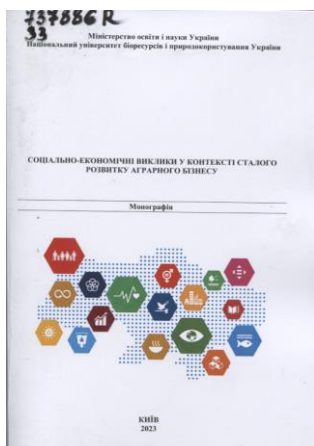 737886 R
33
Міністерство освіти і науки України
Національний університет біоресурсів і природокористування України
СОЦІАЛЬНО-ЕКОНОМІЧНІ ВИКЛИКИ У КОНТЕКСТІ СТАЛОГО
РОЗВИТКУ АГРАРНОГО БІЗНЕСУ
Монографія
КИЇВ
2023